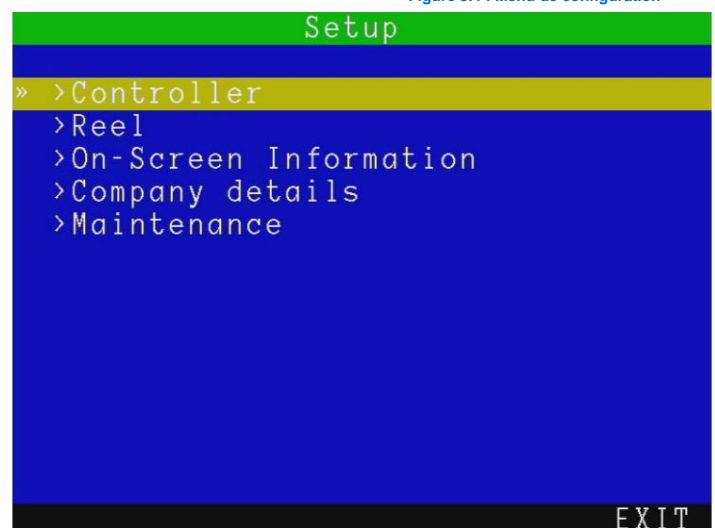 Setup
» >Controller
>Reel
>On-Screen Information
>Company details
>Maintenance
EXIT